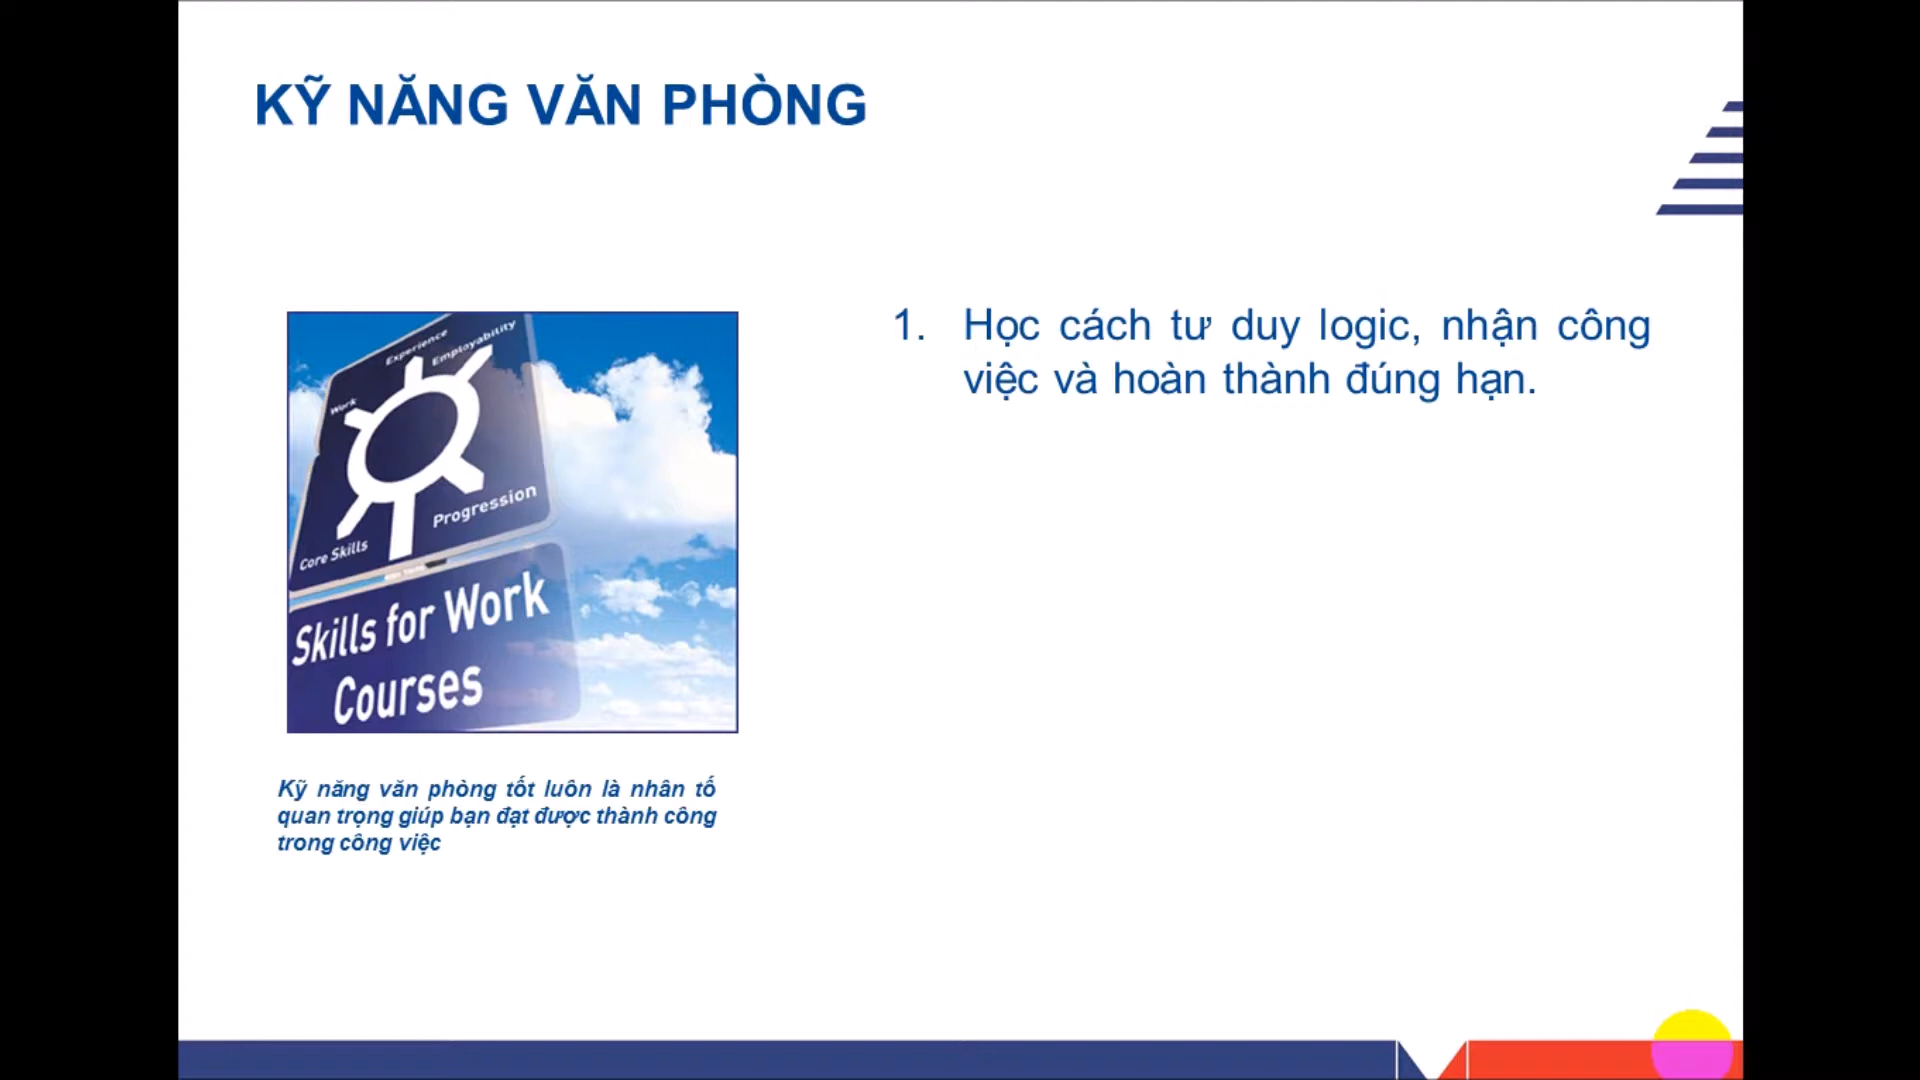 KỸ NĂNG VĂN PHÒNG
1. Học cách tư duy logic, nhận công
việc và hoàn thành đúng hạn.
Experience
Employability
Work
Progression
Core Skills
Skills for Work
Courses
Kỹ năng văn phòng tốt luôn là nhân tố
quan trọng giúp bạn đạt được thành công
trong công việc